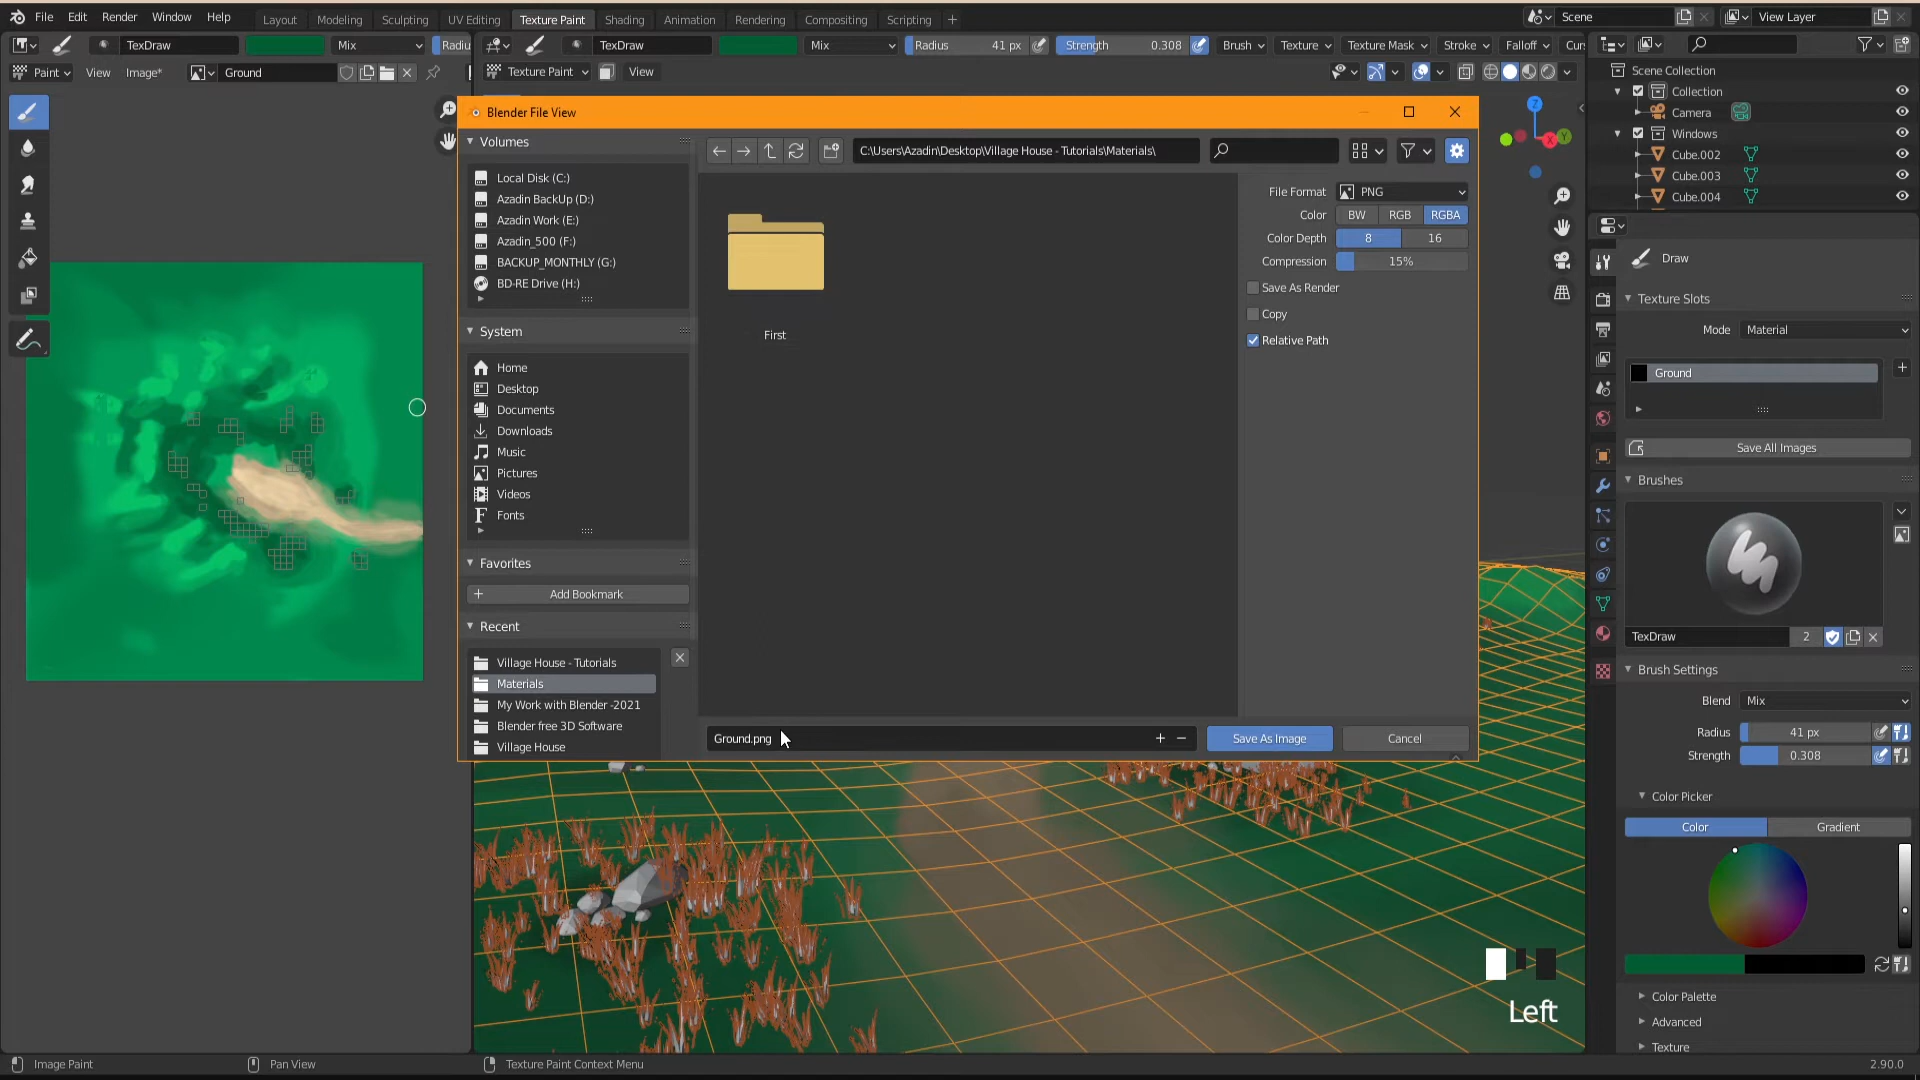 File Edit Render Window Help Layout Modeling Sculpting UV Editing Texture Paint Shading Animation Rendering Compositing Scripting + Scene View Layer
TexDraw Mix Radiu TexDraw Mix Radius 41 px Strength 0.308 Brush Texture Texture Mask Stroke Falloff Cur
Paint View Image* Ground Texture Paint View
Scene Collection
Collection
Camera
Windows
Cube.002
Cube.003
Cube.004
Blender File View
Volumes
Local Disk (C:)
Azadin BackUp (D:)
Azadin Work (E:)
Azadin_500 (F:)
BACKUP_MONTHLY (G:)
BD-RE Drive (H:)
System
Home
Desktop
Documents
Downloads
Music
Pictures
Videos
Fonts
Favorites
Add Bookmark
Recent
Village House - Tutorials
Materials
My Work with Blender -2021
Blender free 3D Software
Village House
C:\Users\Azadin\Desktop\Village House - Tutorials\Materials\
First
File Format PNG
Color BW RGB RGBA
Color Depth 8 16
Compression 15%
Save As Render
Copy
Relative Path
Ground.png + − Save As Image Cancel
Z
X
Y
Draw
Texture Slots
Mode Material
Ground
Save All Images
Brushes
TexDraw 2
Brush Settings
Blend Mix
Radius 41 px
Strength 0.308
Color Picker
Color Gradient
Color Palette
Advanced
Texture
Left
Image Paint Pan View Texture Paint Context Menu 2.90.0